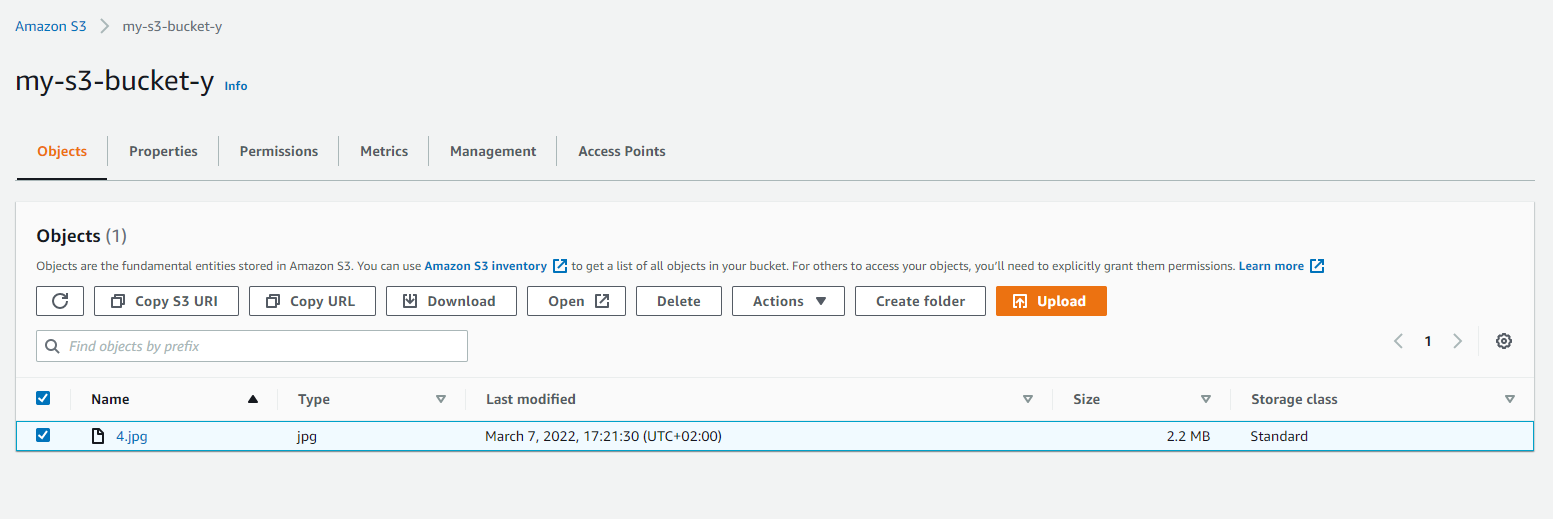 Amazon S3 > my-s3-bucket-y
my-s3-bucket-y Info
Objects Properties Permissions Metrics Management Access Points
Objects (1)
Objects are the fundamental entities stored in Amazon S3. You can use Amazon S3 inventory to get a list of all objects in your bucket. For others to access your objects, you'll need to explicitly grant them permissions. Learn more
Copy S3 URI Copy URL Download Open Delete Actions Create folder Upload
Find objects by prefix 1
Name Type Last modified Size Storage class
4.jpg jpg March 7, 2022, 17:21:30 (UTC+02:00) 2.2 MB Standard